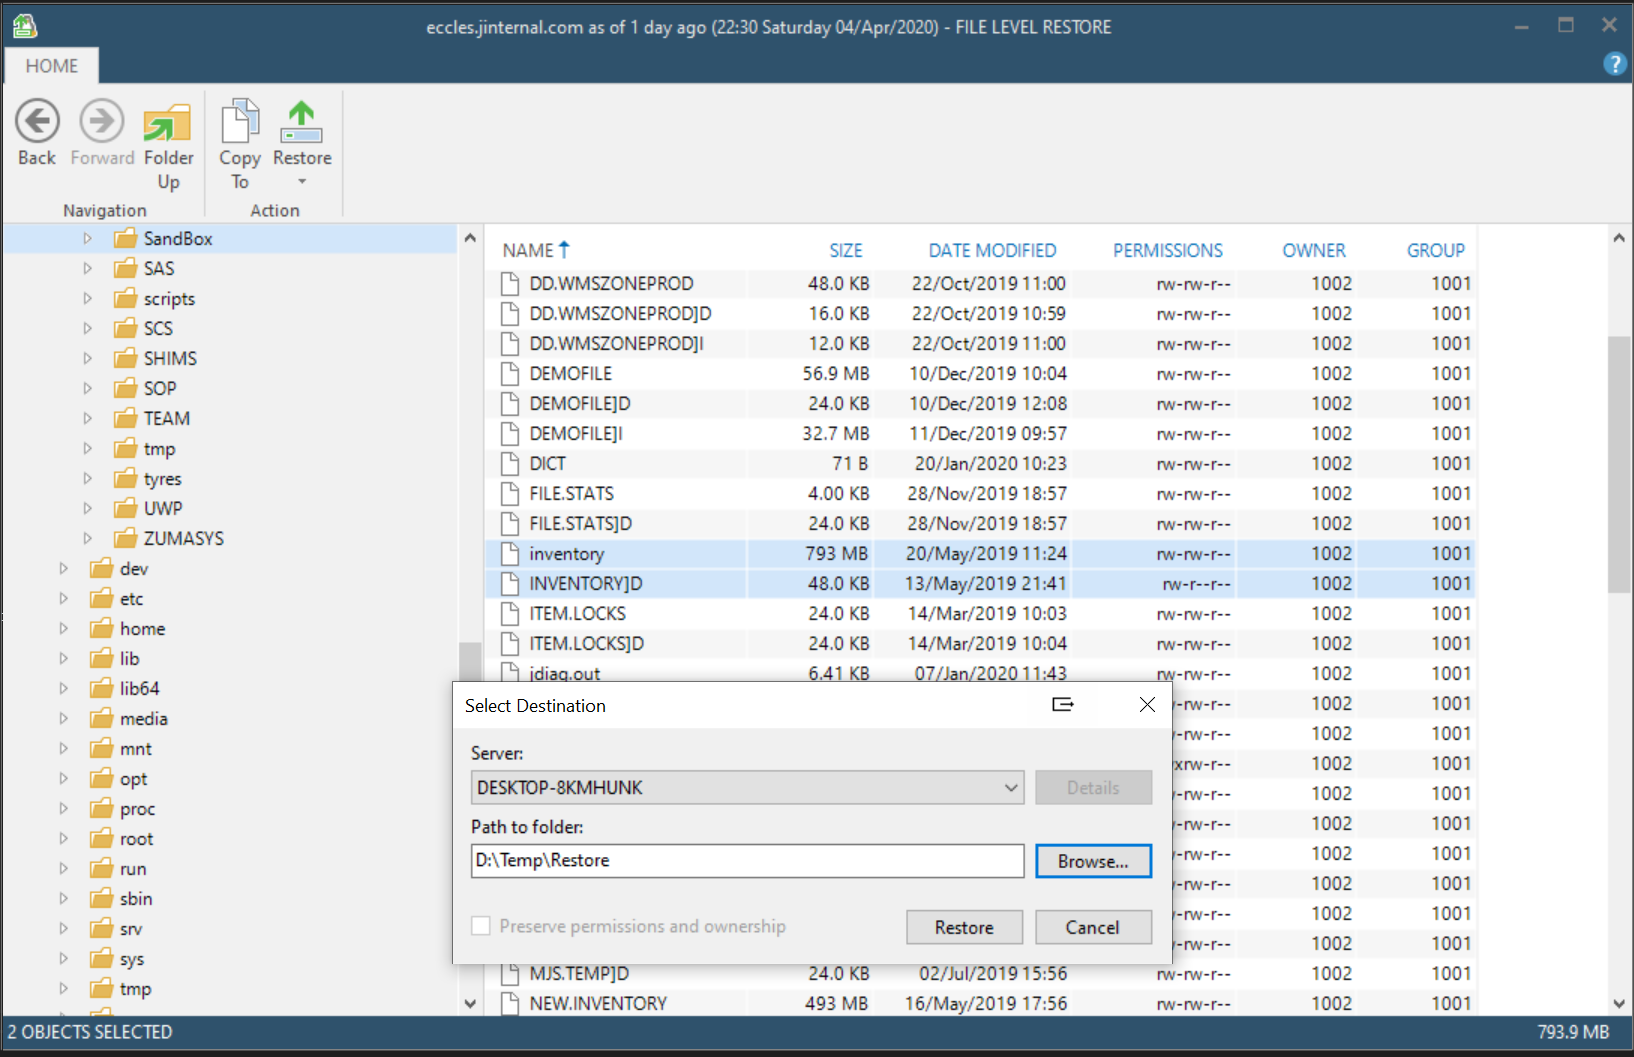 eccles.jinternal.com as of 1 day ago (22:30 Saturday 04/Apr/2020) - FILE LEVEL RESTORE
HOME
?
Back
Forward
Folder Up
Copy To
Restore
Navigation
Action
SandBox
SAS
scripts
SCS
SHIMS
SOP
TEAM
tmp
tyres
UWP
ZUMASYS
dev
etc
home
lib
lib64
media
mnt
opt
proc
root
run
sbin
srv
sys
tmp
NAME SIZE DATE MODIFIED PERMISSIONS OWNER GROUP
DD.WMSZONEPROD 48.0 KB 22/Oct/2019 11:00 rw-rw-r-- 1002 1001
DD.WMSZONEPROD]D 16.0 KB 22/Oct/2019 10:59 rw-rw-r-- 1002 1001
DD.WMSZONEPROD]I 12.0 KB 22/Oct/2019 11:00 rw-rw-r-- 1002 1001
DEMOFILE 56.9 MB 10/Dec/2019 10:04 rw-rw-r-- 1002 1001
DEMOFILE]D 24.0 KB 10/Dec/2019 12:08 rw-rw-r-- 1002 1001
DEMOFILE]I 32.7 MB 11/Dec/2019 09:57 rw-rw-r-- 1002 1001
DICT 71 B 20/Jan/2020 10:23 rw-rw-r-- 1002 1001
FILE.STATS 4.00 KB 28/Nov/2019 18:57 rw-rw-r-- 1002 1001
FILE.STATS]D 24.0 KB 28/Nov/2019 18:57 rw-rw-r-- 1002 1001
inventory 793 MB 20/May/2019 11:24 rw-rw-r-- 1002 1001
INVENTORY]D 48.0 KB 13/May/2019 21:41 rw-r--r-- 1002 1001
ITEM.LOCKS 24.0 KB 14/Mar/2019 10:03 rw-rw-r-- 1002 1001
ITEM.LOCKS]D 24.0 KB 14/Mar/2019 10:04 rw-rw-r-- 1002 1001
jdiag.out 6.41 KB 07/Jan/2020 11:43 rw-rw-r-- 1002 1001
-rw-r-- 1002 1001
-rw-r-- 1002 1001
xrw-r-- 1002 1001
-rw-r-- 1002 1001
-rw-r-- 1002 1001
-rw-r-- 1002 1001
-rw-r-- 1002 1001
-rw-r-- 1002 1001
-rw-r-- 1002 1001
MJS.TEMP]D 24.0 KB 02/Jul/2019 15:56 rw-rw-r-- 1002 1001
NEW.INVENTORY 493 MB 16/May/2019 17:56 rw-rw-r-- 1002 1001
Select Destination
Server:
DESKTOP-8KMHUNK
Details
Path to folder:
D:\Temp\Restore
Browse...
Preserve permissions and ownership
Restore
Cancel
2 OBJECTS SELECTED
793.9 MB